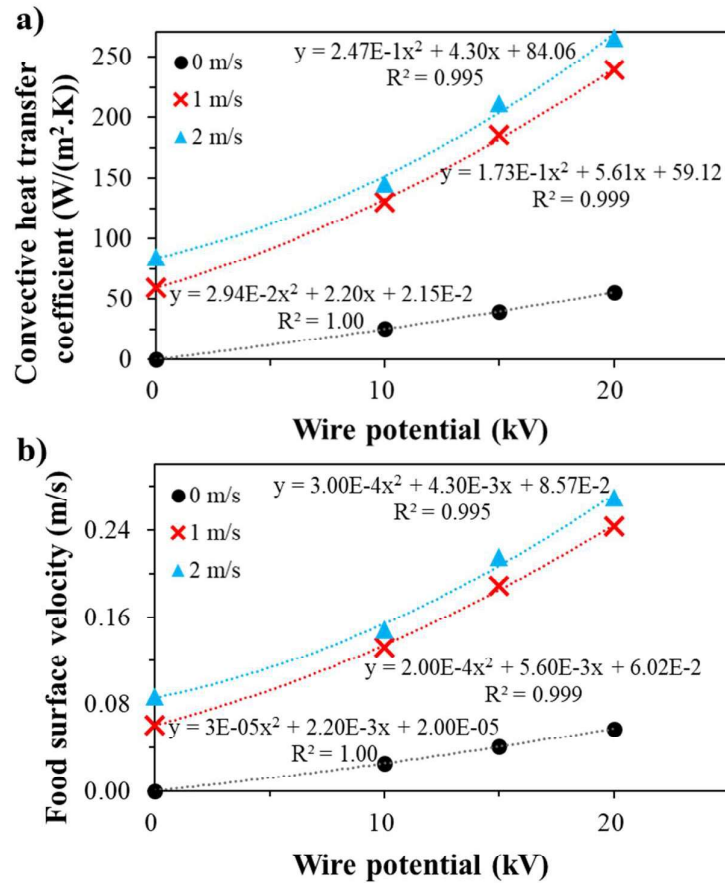 a)
Convective heat transfer
coefficient (W/(m².K))
250
200
150
100
50
0
0 m/s
1 m/s
2 m/s
y = 2.47E-1x² + 4.30x + 84.06
R² = 0.995
y = 1.73E-1x² + 5.61x + 59.12
R² = 0.999
y = 2.94E-2x² + 2.20x + 2.15E-2
R² = 1.00
0
10
20
Wire potential (kV)
b)
Food surface velocity (m/s)
0.24
0.16
0.08
0.00
0 m/s
1 m/s
2 m/s
y = 3.00E-4x² + 4.30E-3x + 8.57E-2
R² = 0.995
y = 2.00E-4x² + 5.60E-3x + 6.02E-2
R² = 0.999
y = 3E-05x² + 2.20E-3x + 2.00E-05
R² = 1.00
0
10
20
Wire potential (kV)